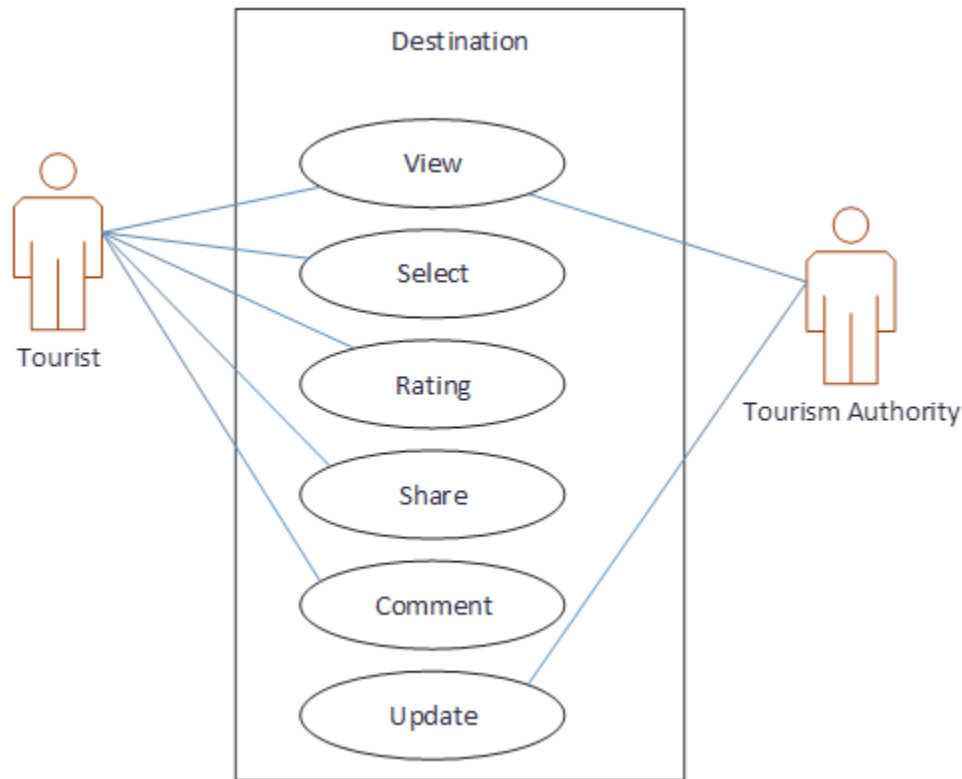 Destination
View
Select
Tourist
Rating
Tourism Authority
Share
Comment
Update